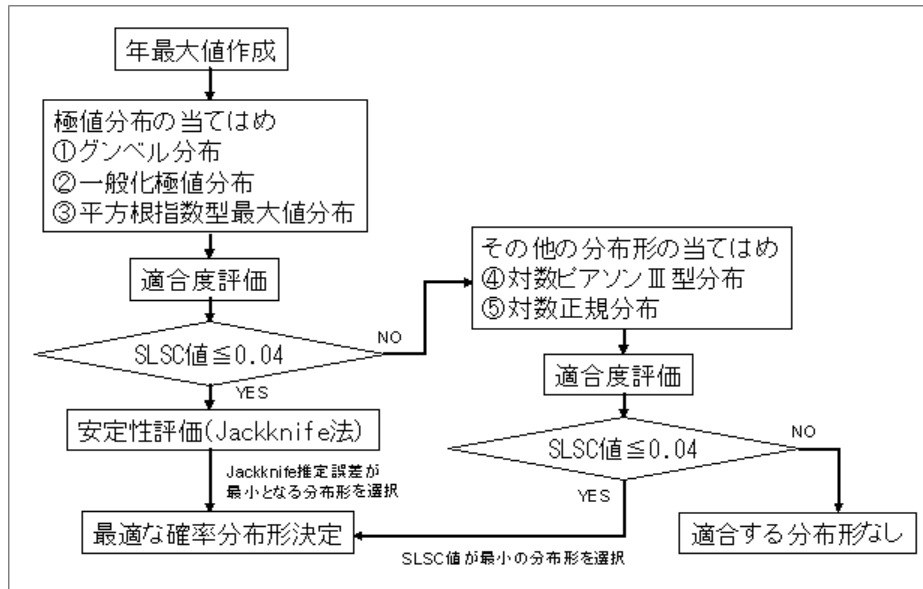 年最大値作成
極値分布の当てはめ
①グンベル分布
②一般化極値分布
③平方根指数型最大値分布
適合度評価
SLSC値≦0.04
NO
YES
安定性評価(Jackknife法)
Jackknife推定誤差が
最小となる分布形を選択
最適な確率分布形決定
その他の分布形の当てはめ
④対数ピアソンⅢ型分布
⑤対数正規分布
適合度評価
SLSC値≦0.04
NO
YES
適合する分布形なし
SLSC値が最小の分布形を選択